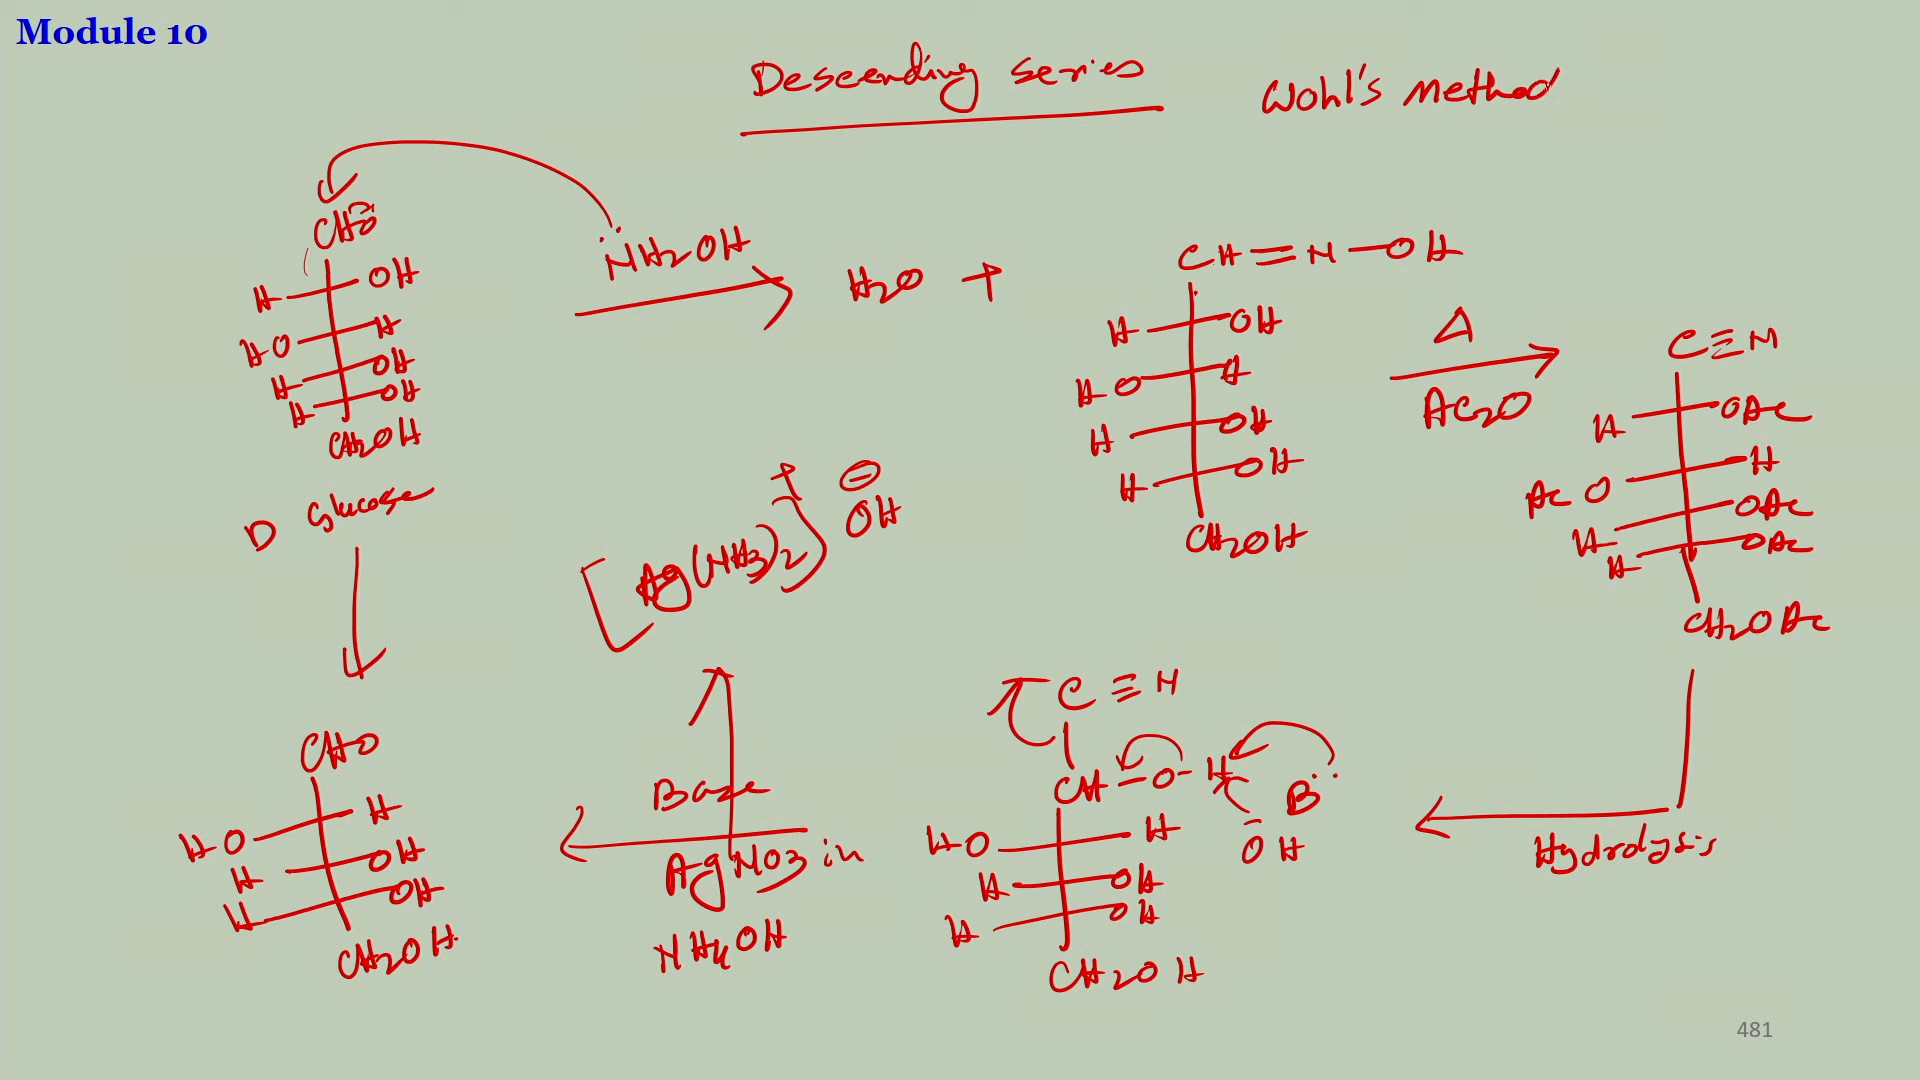 Module 10
Descending series
Wohl's method
CHO
H OH
HO H
H OH
H OH
CH2OH
D Glucose
N̈H2OH
H2O +
CH=N-OH
H OH
HO H
H OH
H OH
CH2OH
Δ
Ac2O
C≡N
H OAc
AcO H
H OAc
H OAc
CH2OAc
Hydrolysis
C≡N
CH-O-H
B:
ŌH
HO H
H OH
H OH
CH2OH
[Ag(NH3)2]+ ⊖OH
Base
AgNO3 in
NH4OH
CHO
HO H
H OH
H OH
CH2OH
481